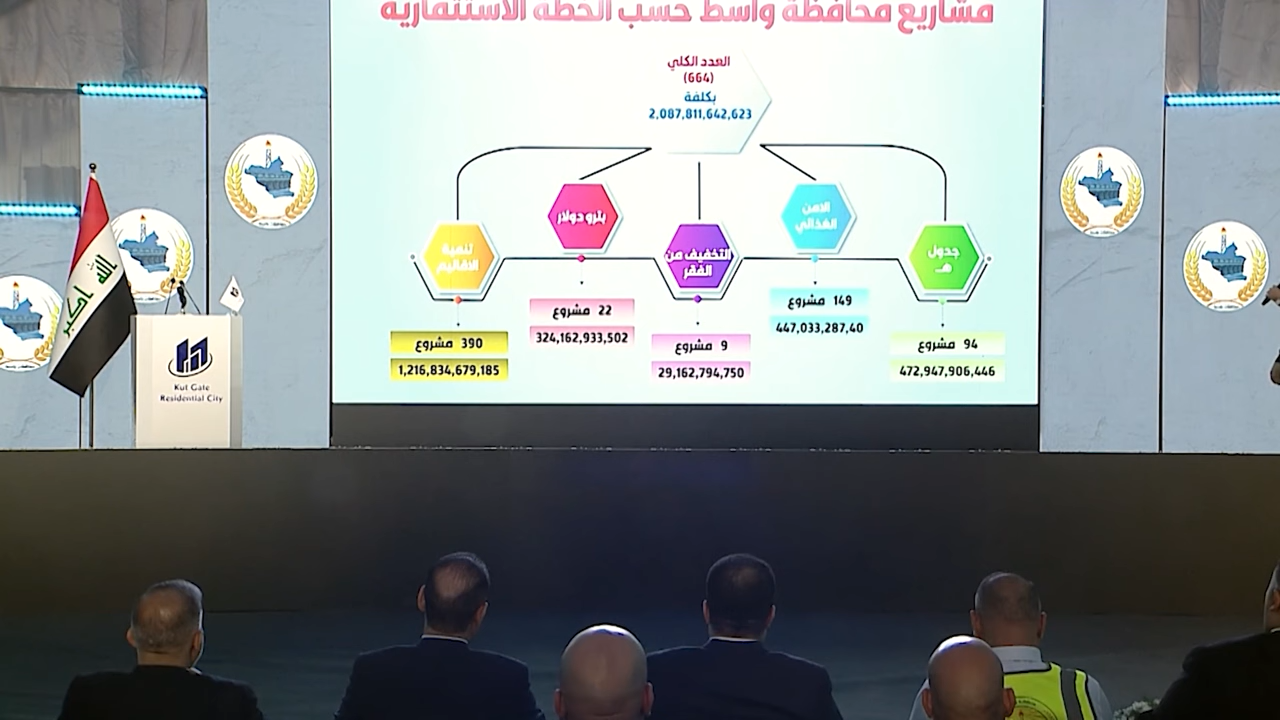 مشاريع محافظة واسط حسب الخطة الاستثمارية
العدد الكلي
(664)
بكلفة
2,087,811,642,623
جدول
هـ
الامن
الغذائي
التخفيف من
الفقر
بترو دولار
تنمية
الاقاليم
94 مشروع
472,947,906,446
149 مشروع
447,033,287,40
9 مشروع
29,162,794,750
22 مشروع
324,162,933,502
390 مشروع
1,216,834,679,185
الله اكبر
Kut Gate
Residential City